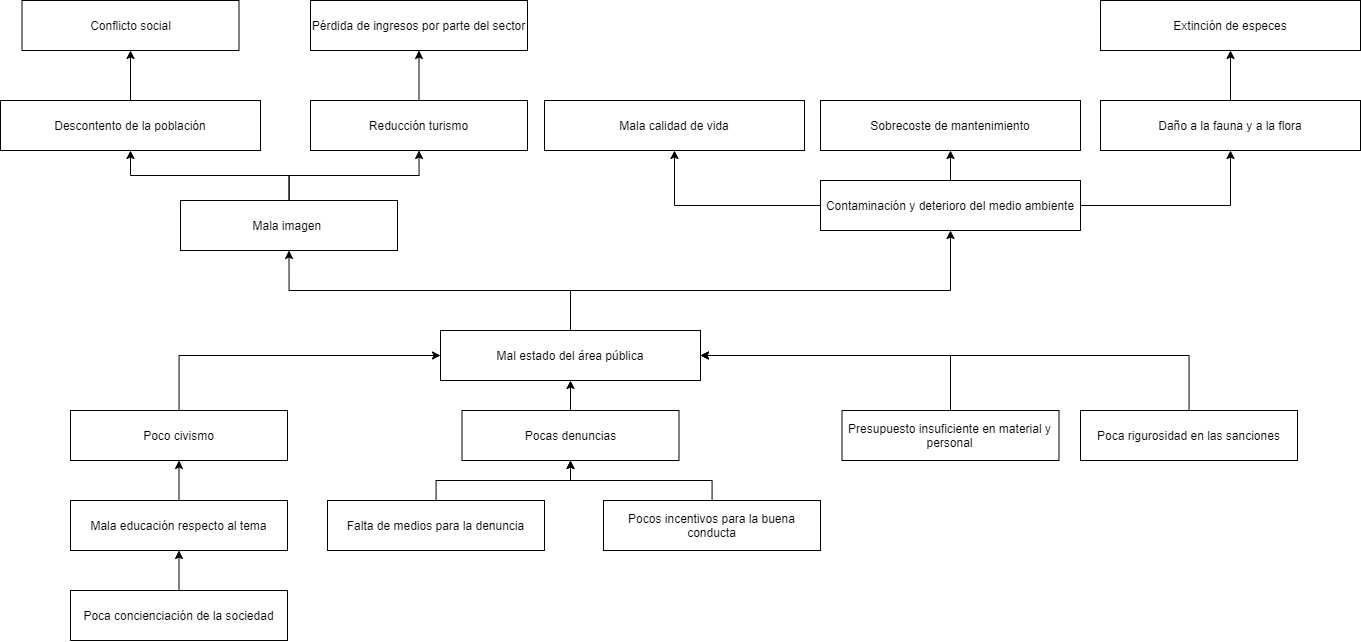 Conflicto social
Pérdida de ingresos por parte del sector
Extinción de especes
Descontento de la población
Reducción turismo
Mala calidad de vida
Sobrecoste de mantenimiento
Daño a la fauna y a la flora
Contaminación y deterioro del medio ambiente
Mala imagen
Mal estado del área pública
Poco civismo
Pocas denuncias
Presupuesto insuficiente en material y
personal
Poca rigurosidad en las sanciones
Mala educación respecto al tema
Falta de medios para la denuncia
Pocos incentivos para la buena
conducta
Poca concienciación de la sociedad